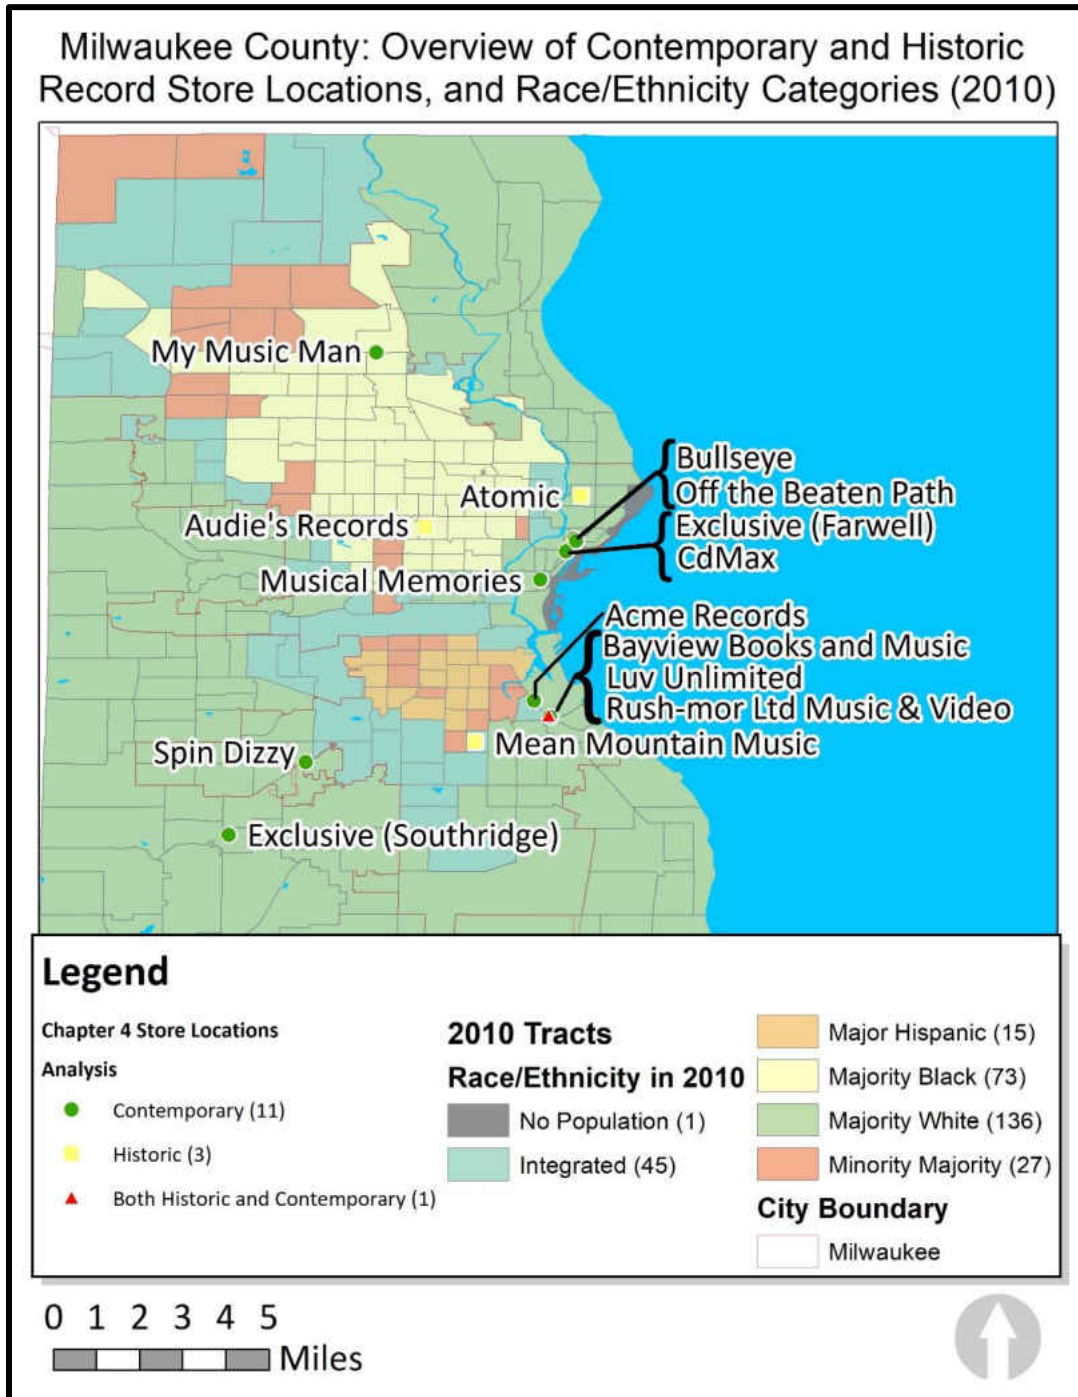 Milwaukee County: Overview of Contemporary and Historic
Record Store Locations, and Race/Ethnicity Categories (2010)
My Music Man
Bullseye
Off the Beaten Path
Atomic
Exclusive (Farwell)
Audie's Records
CdMax
Musical Memories
Acme Records
Bayview Books and Music
Luv Unlimited
Rush-mor Ltd Music & Video
Mean Mountain Music
Spin Dizzy
Exclusive (Southridge)
Legend
Chapter 4 Store Locations
Analysis
Contemporary (11)
Historic (3)
Both Historic and Contemporary (1)
2010 Tracts
Race/Ethnicity in 2010
No Population (1)
Integrated (45)
Major Hispanic (15)
Majority Black (73)
Majority White (136)
Minority Majority (27)
City Boundary
Milwaukee
0 1 2 3 4 5
Miles